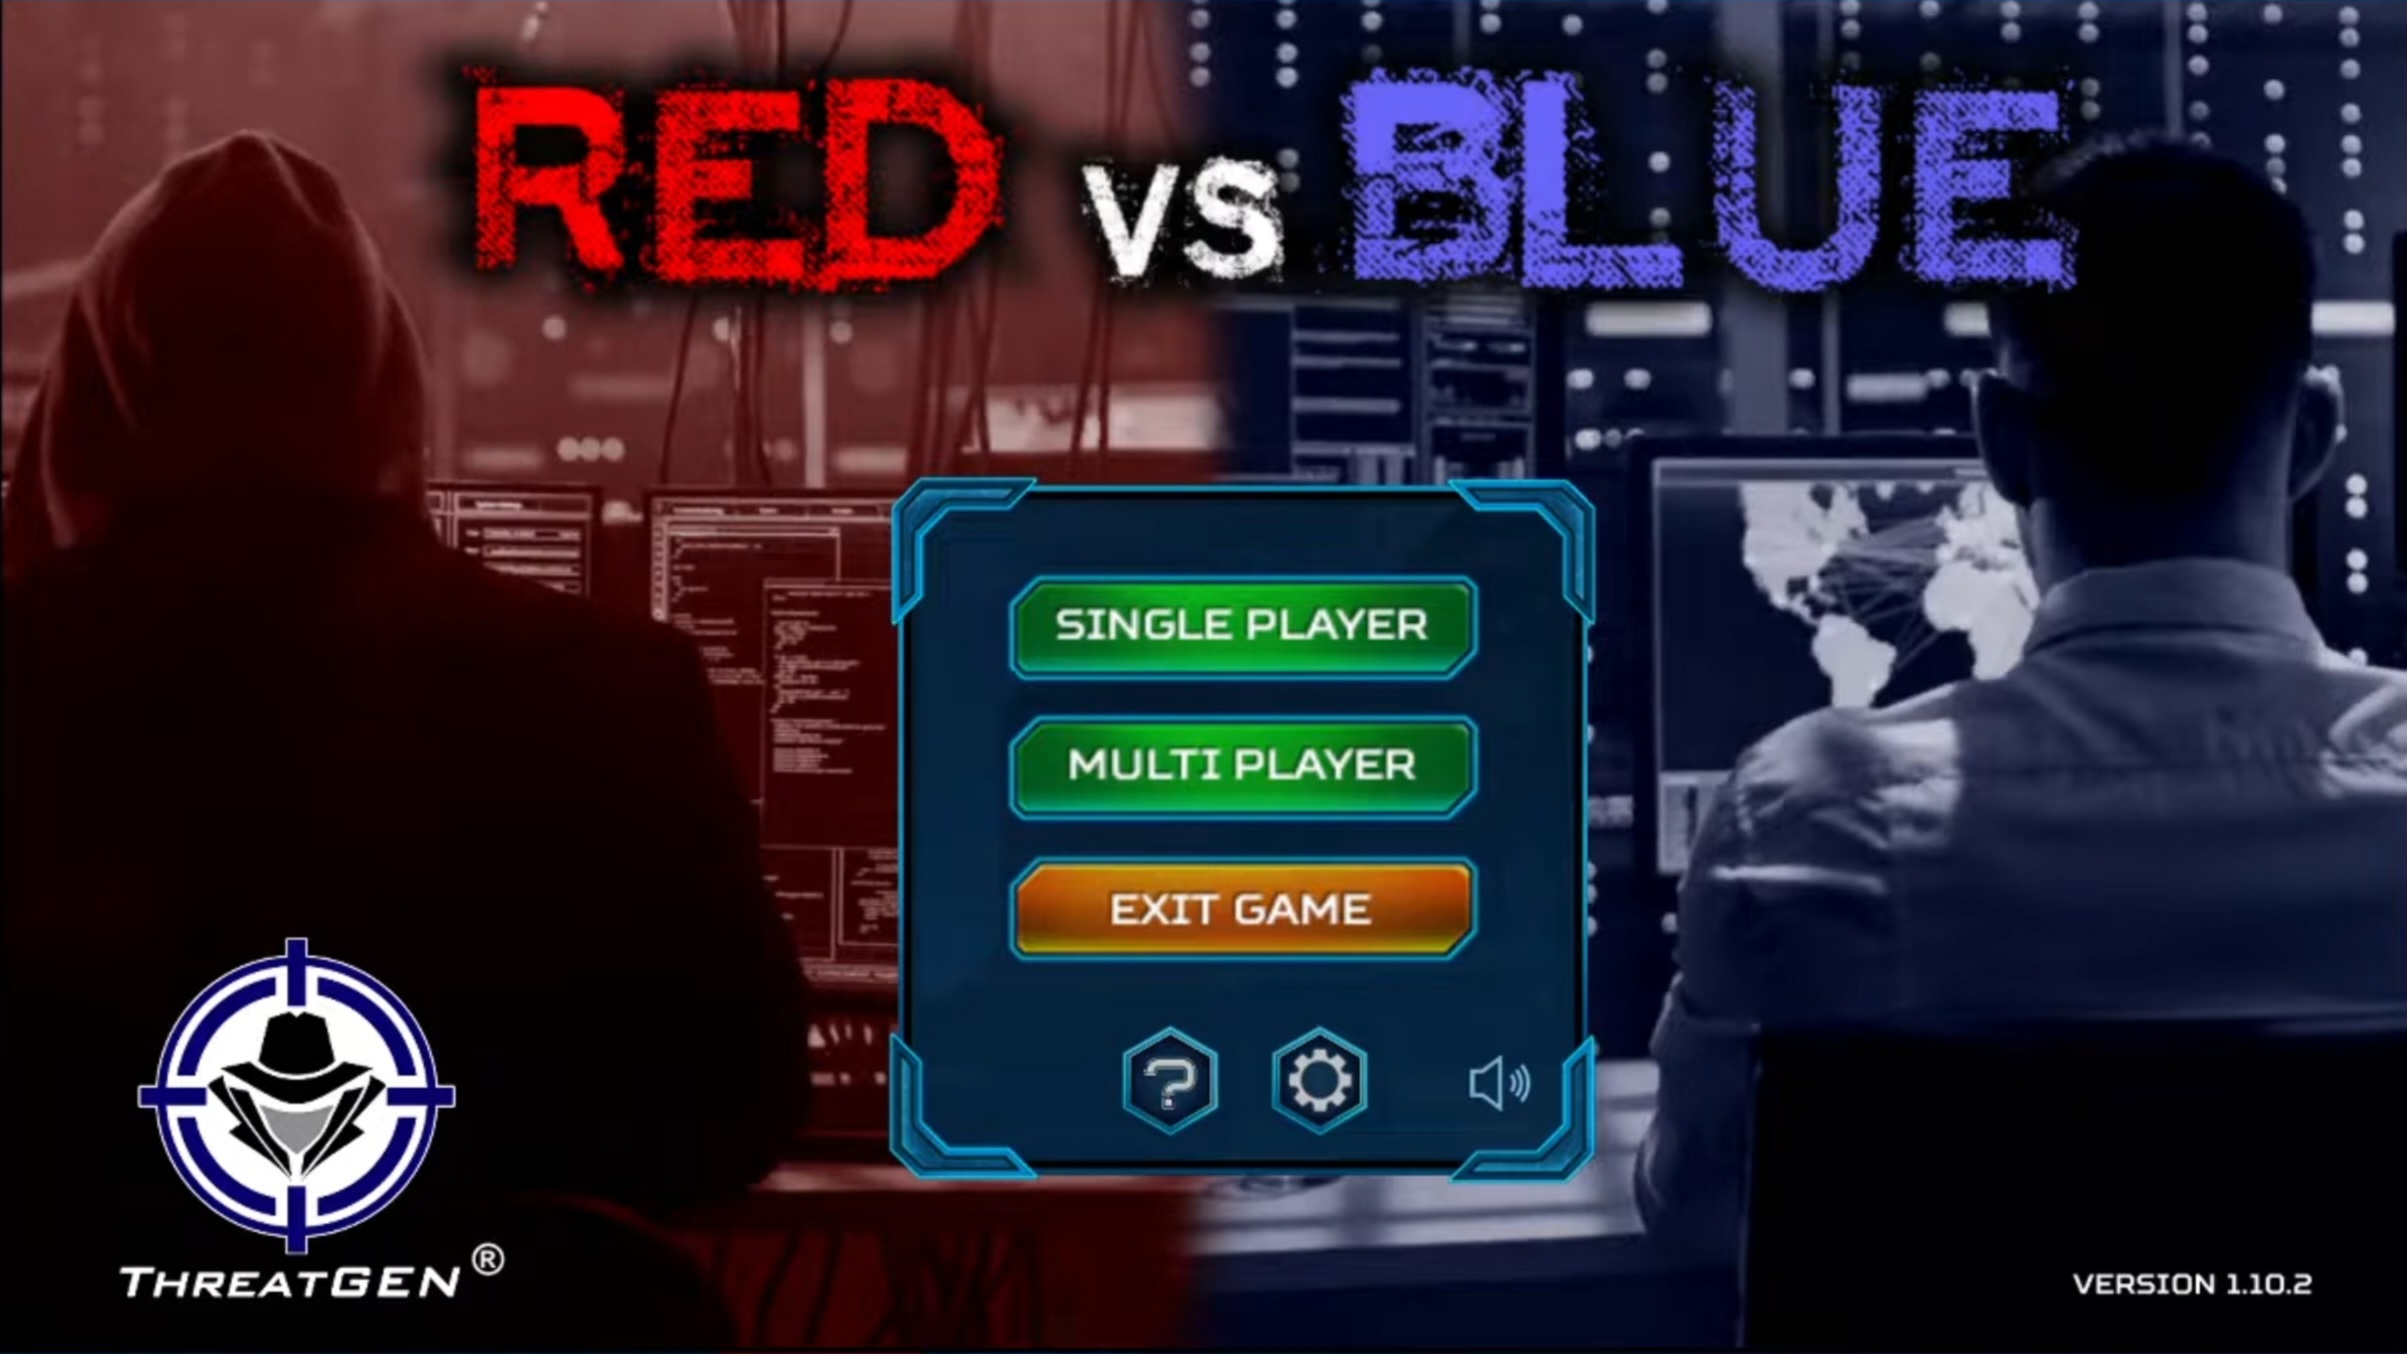 RED VS BLUE
SINGLE PLAYER
MULTI PLAYER
EXIT GAME
?
THREATGEN®
VERSION 1.10.2